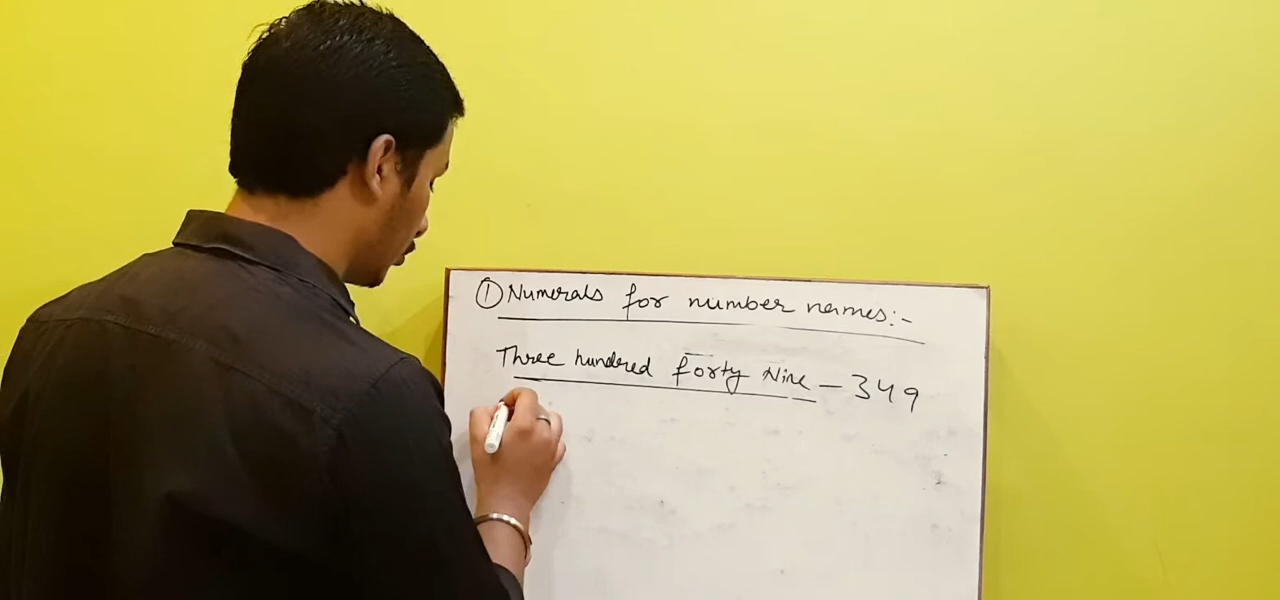 ① Numerals for number names:-
Three hundred forty Nine - 349